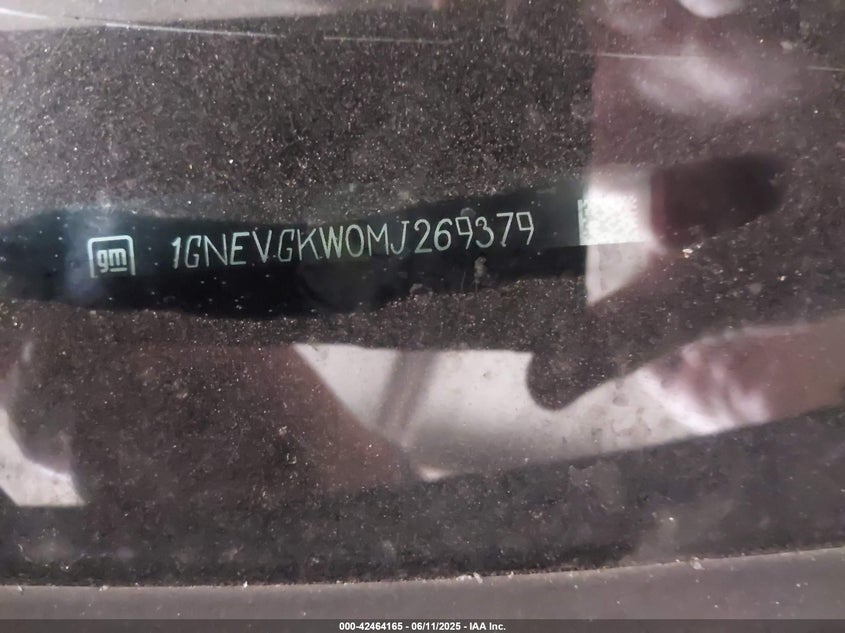 gm 1GNEVGKW0MJ269379
000-42464165 - 06/11/2025 - IAA Inc.